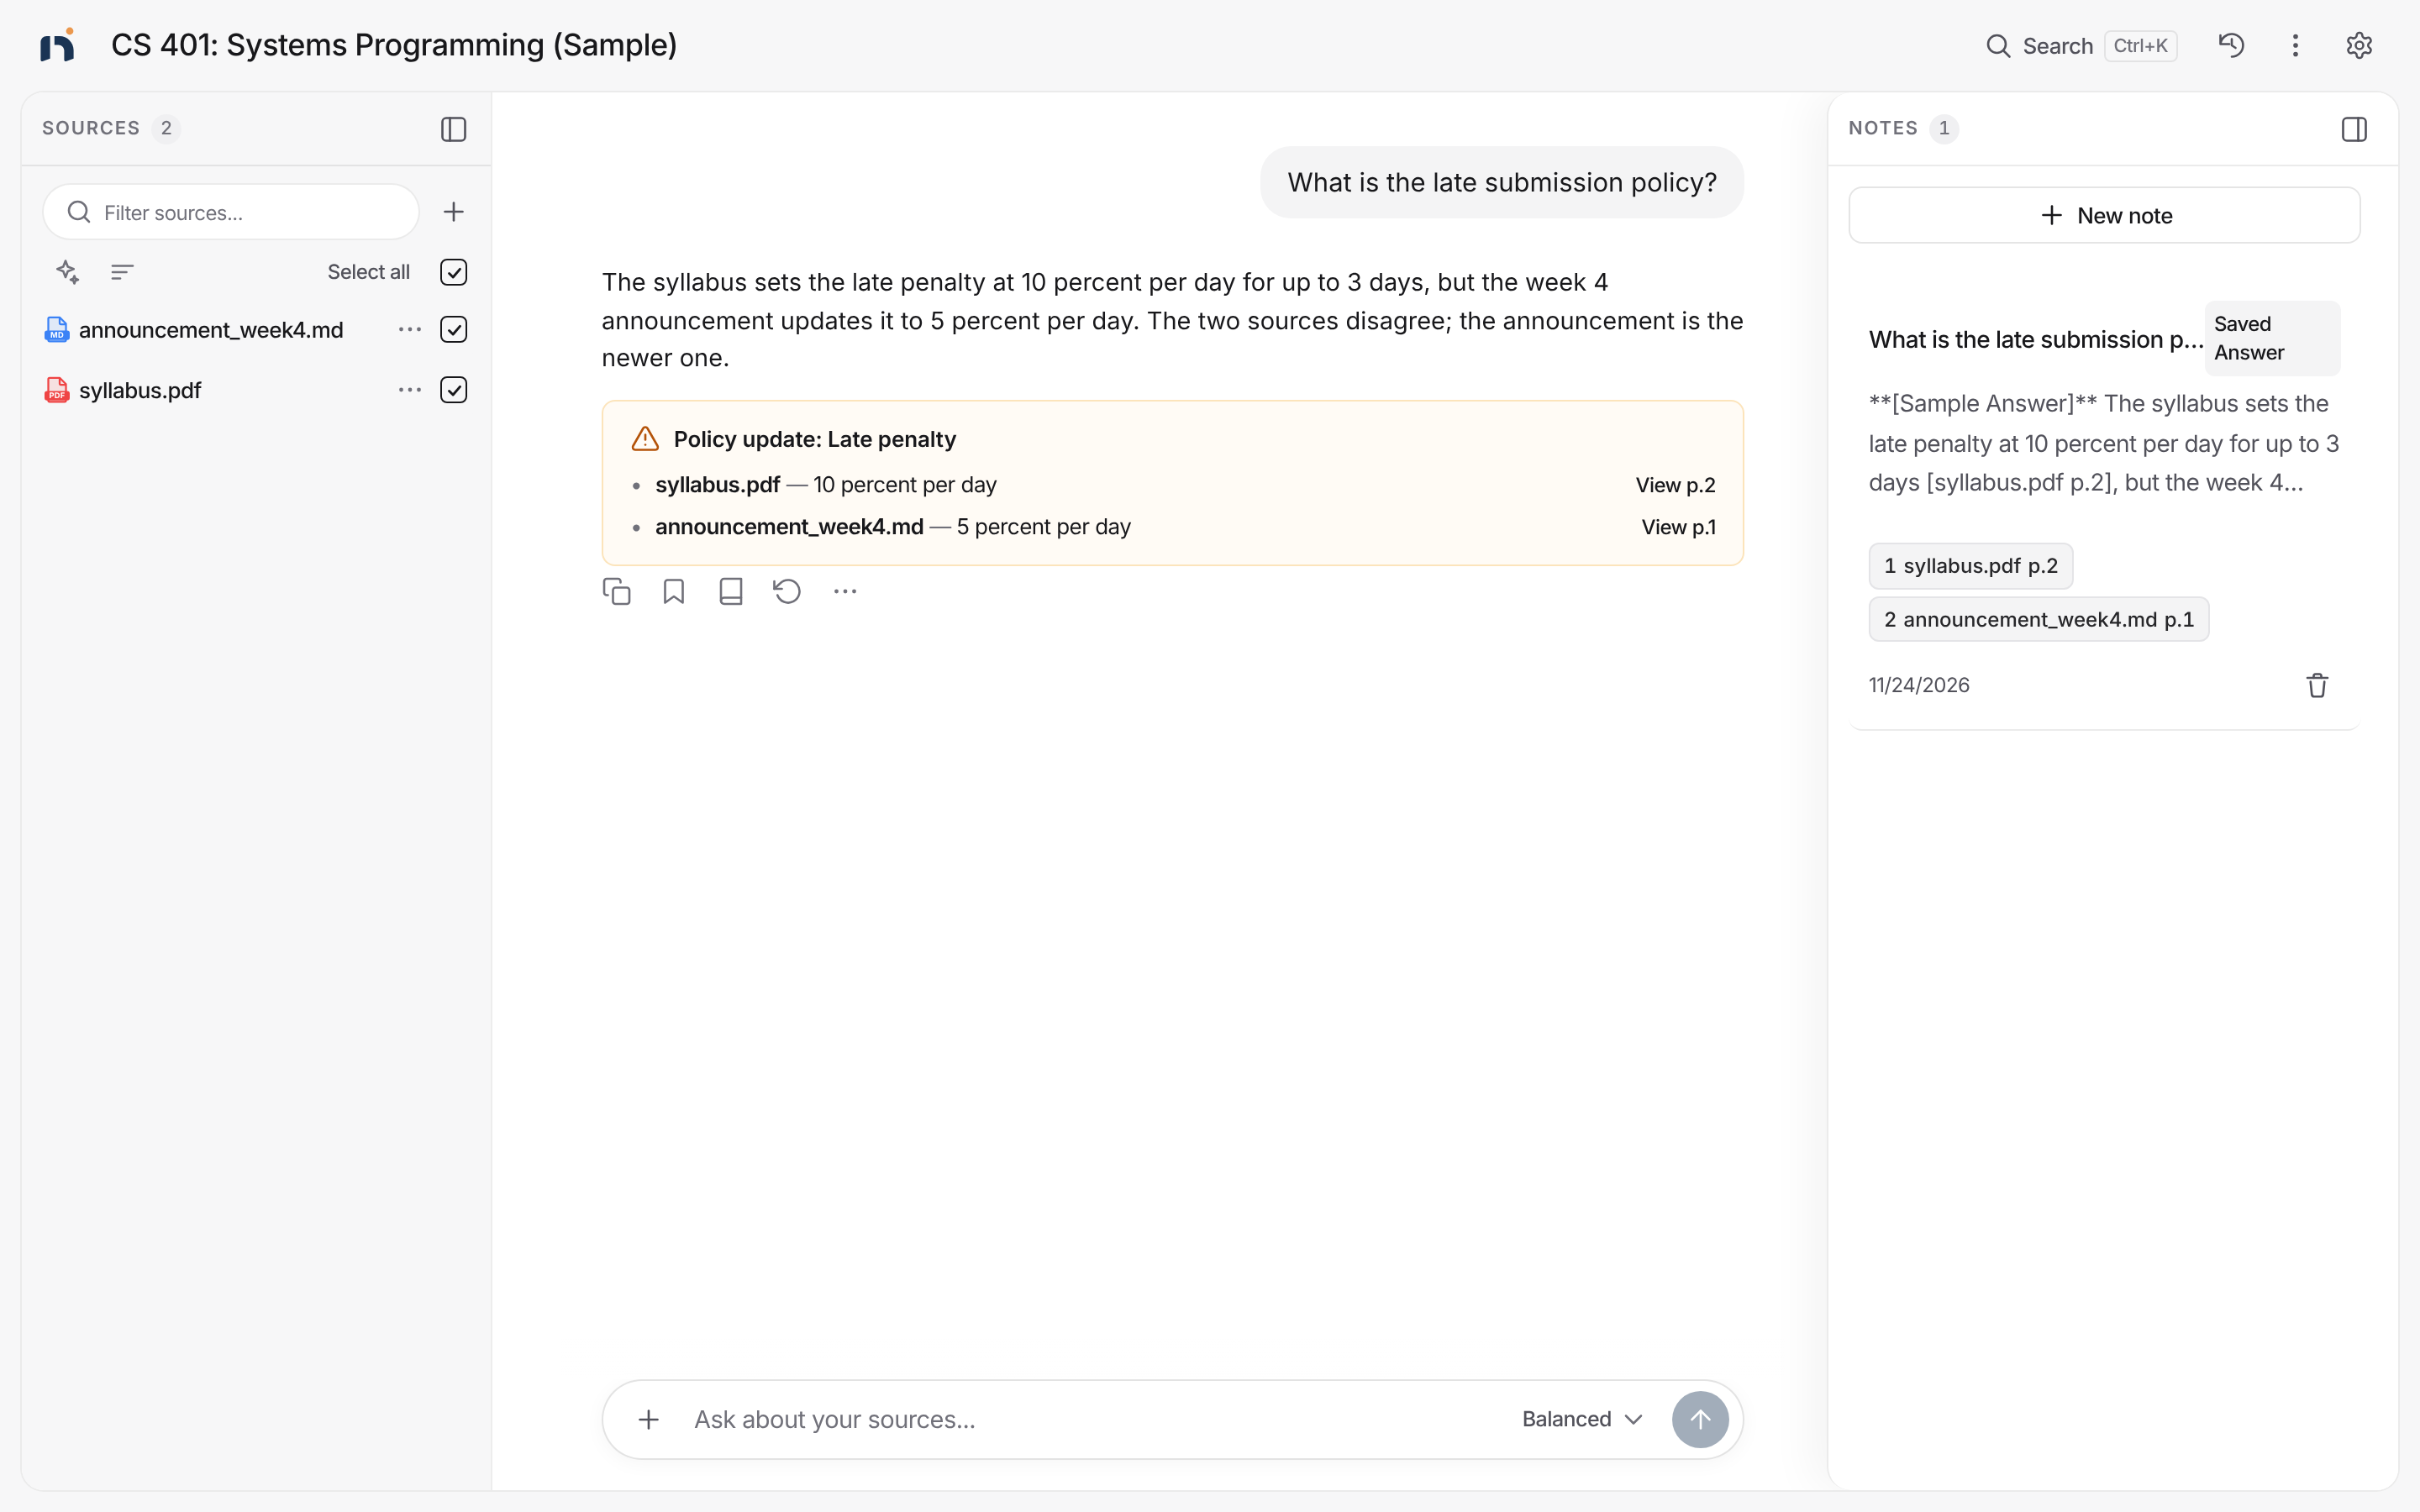 CS 401: Systems Programming (Sample)
Search Ctrl+K
SOURCES 2
Filter sources...
Select all
MD announcement_week4.md
PDF syllabus.pdf
What is the late submission policy?
The syllabus sets the late penalty at 10 percent per day for up to 3 days, but the week 4
announcement updates it to 5 percent per day. The two sources disagree; the announcement is the
newer one.
Policy update: Late penalty
• syllabus.pdf — 10 percent per day View p.2
• announcement_week4.md — 5 percent per day View p.1
Ask about your sources...
Balanced
NOTES 1
New note
What is the late submission p...
Saved
Answer
**[Sample Answer]** The syllabus sets the
late penalty at 10 percent per day for up to 3
days [syllabus.pdf p.2], but the week 4...
1 syllabus.pdf p.2
2 announcement_week4.md p.1
11/24/2026